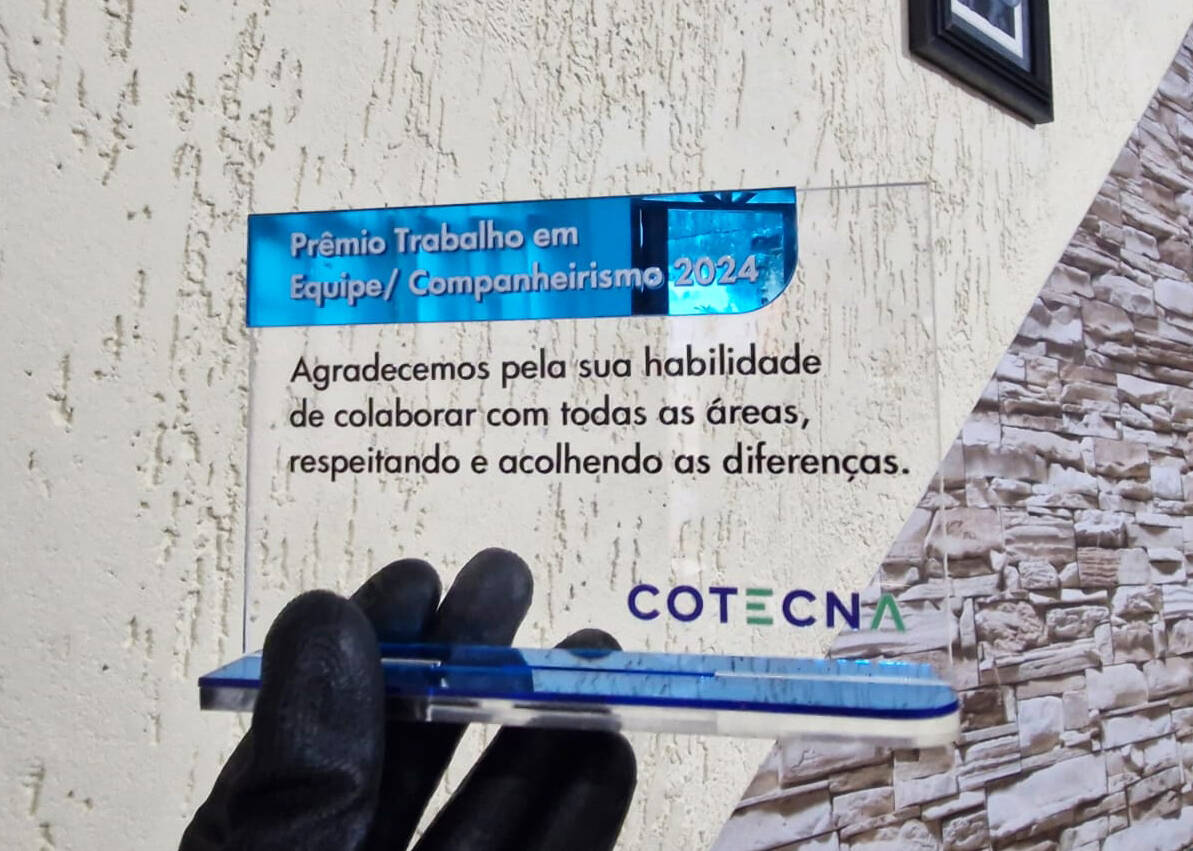 Prêmio Trabalho em
Equipe/ Companheirismo 2024
Agradecemos pela sua habilidade
de colaborar com todas as áreas,
respeitando e acolhendo as diferenças.
COTECNA